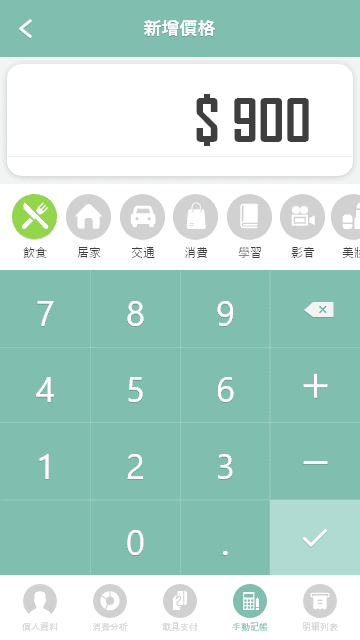 新增價格
$ 900
飲食 居家 交通 消費 學習 影音 美妝
7 8 9
4 5 6 +
1 2 3 −
0 .
個人資料 消費分析 載具支付 手動記帳 明細列表